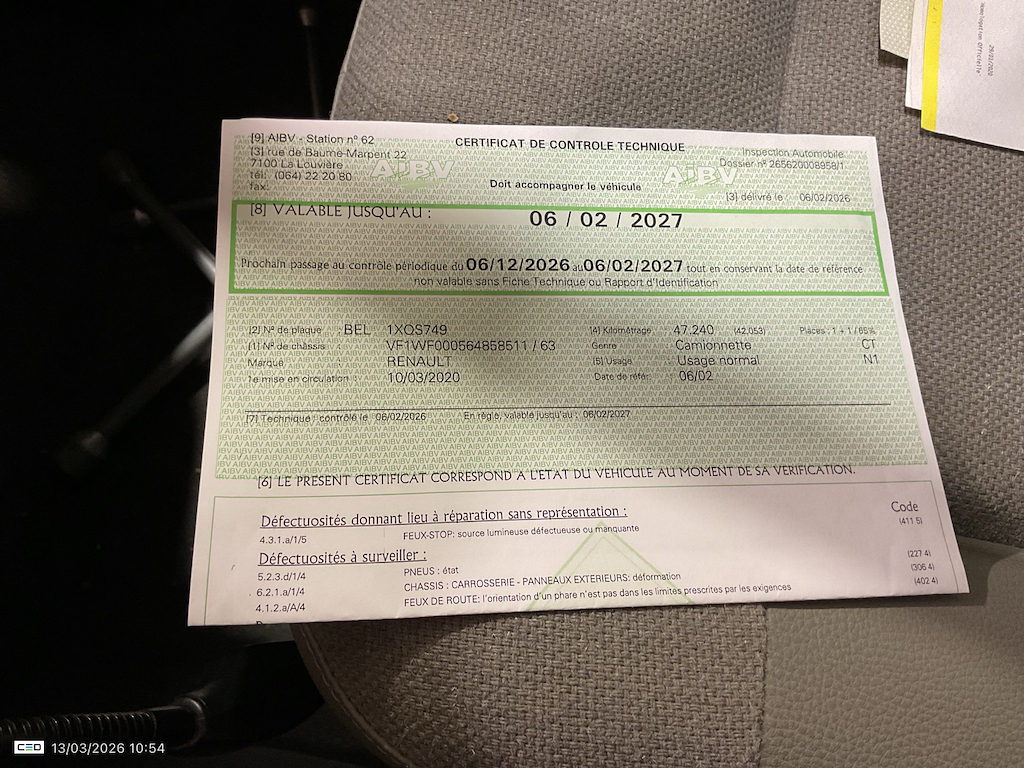 [9] AIBV - Station nº 62
[3] rue de Baume-Marpent 22
7100 La Louvière
tél: (064) 22 20 80
fax:
CERTIFICAT DE CONTROLE TECHNIQUE
Doit accompagner le véhicule
AIBV
AIBV
Inspection Automobile
Dossier nº 265620008958/1
[3] délivré le : 06/02/2026
[8] VALABLE JUSQU'AU : 06 / 02 / 2027
Prochain passage au contrôle périodique du 06/12/2026 au 06/02/2027 tout en conservant la date de référence
non valable sans Fiche Technique ou Rapport d'Identification
[2] Nº de plaque : BEL 1XQS749 [4] Kilométrage 47.240 (42.053) Places : 1 + 1 / 65%
[1] Nº de châssis : VF1VWF000564858511 / 63 Genre Camionnette CT
Marque RENAULT [5] Usage : Usage normal N1
1e mise en circulation : 10/03/2020 Date de référ. : 06/02
[7] Technique : contrôlé le 06/02/2026 En règle, valable jusqu'au : 06/02/2027
[6] LE PRESENT CERTIFICAT CORRESPOND A L'ETAT DU VEHICULE AU MOMENT DE SA VERIFICATION.
Défectuosités donnant lieu à réparation sans représentation : Code
4.3.1.a/1/5 FEUX-STOP: source lumineuse défectueuse ou manquante (411 5)
Défectuosités à surveiller :
5.2.3.d/1/4 PNEUS : état (227 4)
6.2.1.a/1/4 CHASSIS : CARROSSERIE - PANNEAUX EXTERIEURS: déformation (306 4)
4.1.2.a/A/4 FEUX DE ROUTE: l'orientation d'un phare n'est pas dans les limites prescrites par les exigences (402 4)
CEO 13/03/2026 10:54